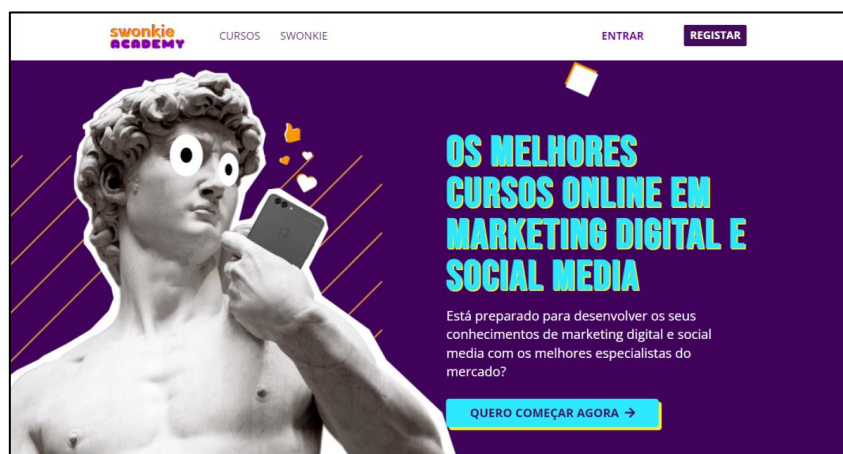 swonkie
ACADEMY
CURSOS
SWONKIE
ENTRAR
REGISTAR
OS MELHORES
CURSOS ONLINE EM
MARKETING DIGITAL E
SOCIAL MEDIA
Está preparado para desenvolver os seus
conhecimentos de marketing digital e social
media com os melhores especialistas do
mercado?
QUERO COMEÇAR AGORA →